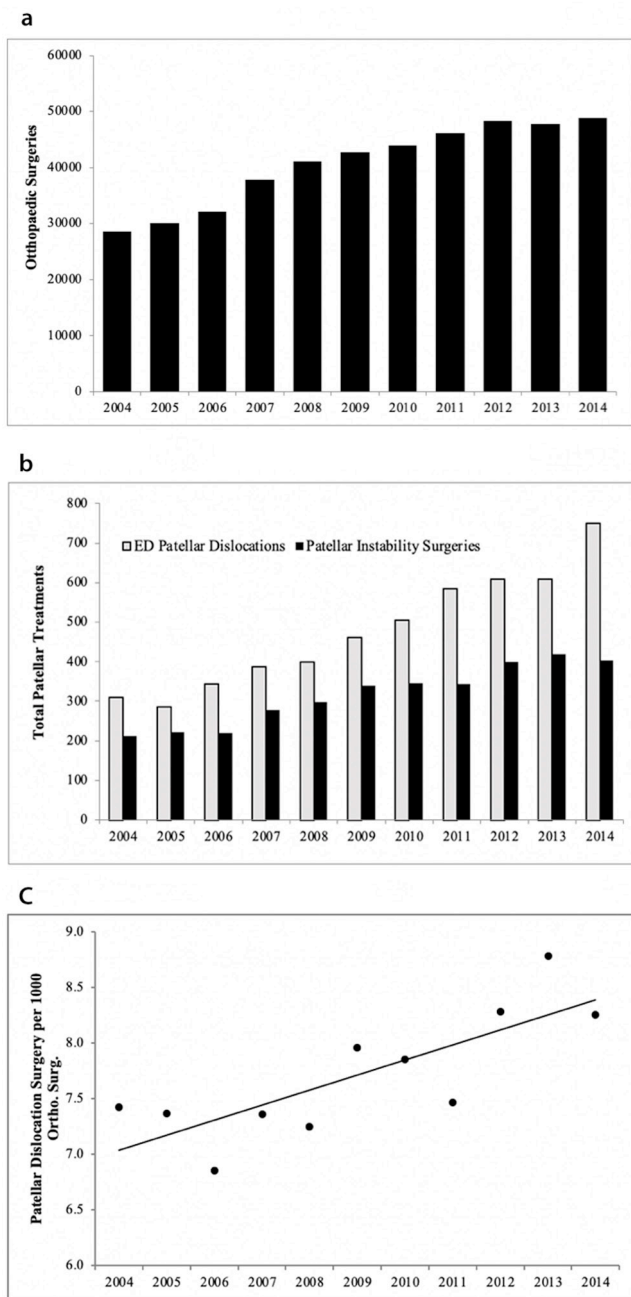 a
60000
50000
40000
30000
20000
10000
0
Otthopaedic Surgeries
2004 2005 2006 2007 2008 2009 2010 2011 2012 2013 2014
b
800
700
600
500
400
300
200
100
0
Total Patellar Treatments
ED Patellar Dislocations Patellar Instability Surgeries
2004 2005 2006 2007 2008 2009 2010 2011 2012 2013 2014
C
9.0
8.5
8.0
7.5
7.0
6.5
6.0
Patellar Dislocation Surgery per 1000
Ortho. Surg.
2004 2005 2006 2007 2008 2009 2010 2011 2012 2013 2014